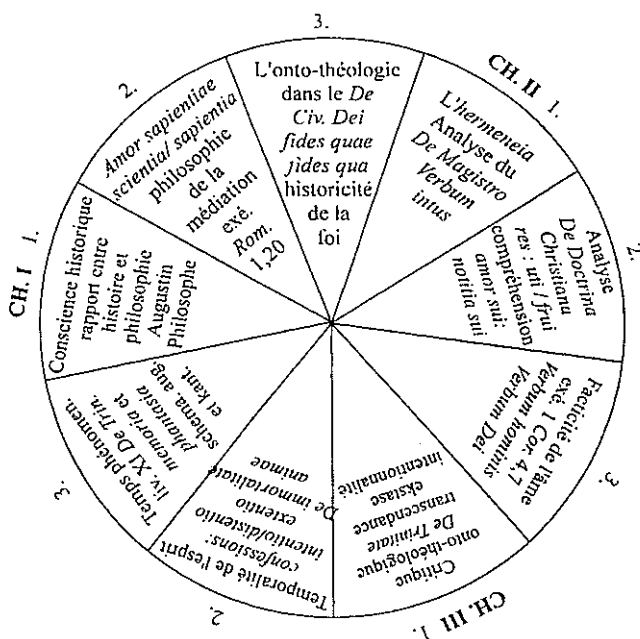 CH. I
1.
Conscience historique
rapport entre
histoire et
philosophie
Augustin
Philosophe
2.
Amor sapientiae
scientia/ sapientia
philosophie
de la
médiation
exé.
Rom.
1,20
3.
L'onto-théologie
dans le De
Civ. Dei
fides quae
fides qua
historicité
de la
foi
CH. II
1.
L'hermeneia
Analyse du
De Magistro
Verbum
intus
2.
Analyse
De Doctrina
Christiana
res : uti / frui
compréhension
amor sui:
notitia sui
3.
Facticité de l'ame
exé. 1 Cor. 4,7
Verbum hominis
Verbum Dei
CH. III
1.
Critique
onto-théologique
De Trinitate
transcendance
ekstase
intentionnalité
2.
Temporalité de l'esprit
confessions:
intentio/distentio
extentio
De immortalitate
animae
3.
Temps phénomen.
liv. XI De Trin.
memoria et
phantasia
schema. aug.
et kant.